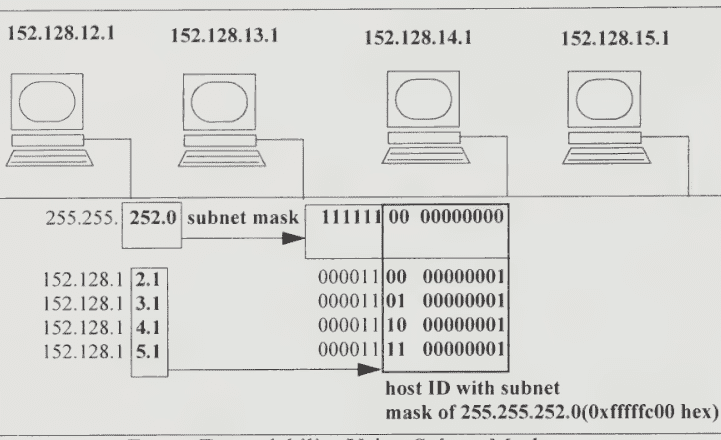 152.128.12.1 152.128.13.1 152.128.14.1 152.128.15.1
255.255. 252.0 subnet mask 111111 00 00000000
152.128.1 2.1 000011 00 00000001
152.128.1 3.1 000011 01 00000001
152.128.1 4.1 000011 10 00000001
152.128.1 5.1 000011 11 00000001
host ID with subnet
mask of 255.255.252.0(0xfffffc00 hex)